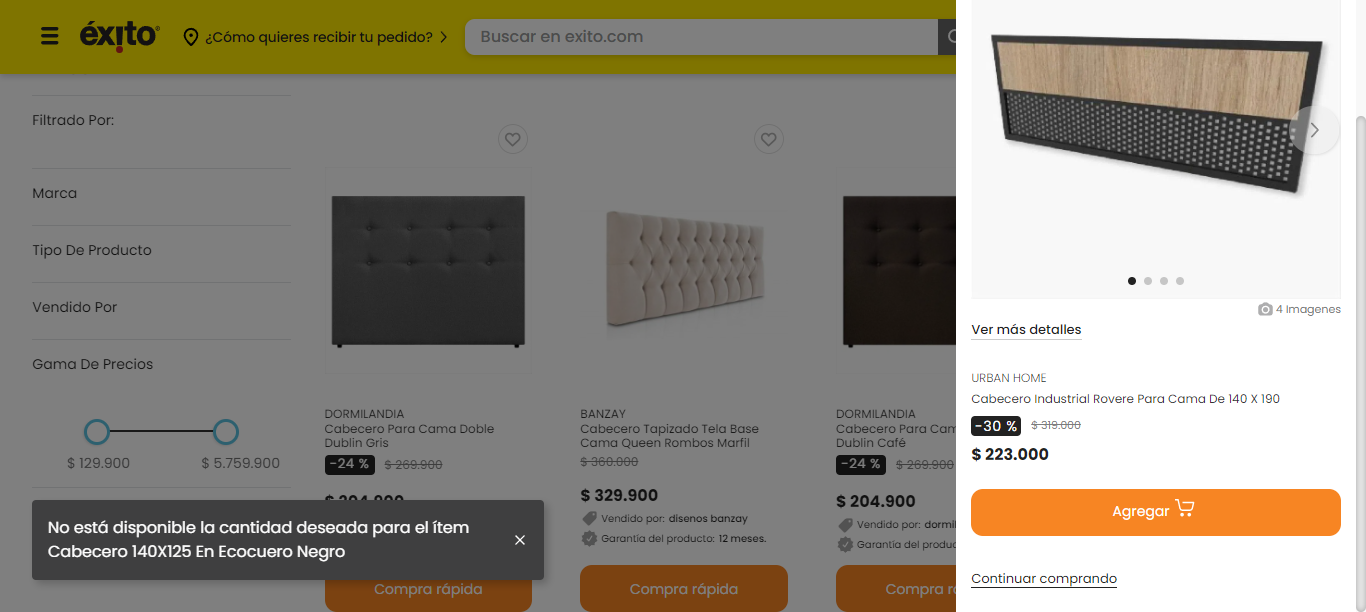 éxito
¿Cómo quieres recibir tu pedido?
Buscar en exito.com
Filtrado Por:
Marca
Tipo De Producto
Vendido Por
Gama De Precios
$ 129.900
$ 5.759.900
DORMILANDIA
Cabecero Para Cama Doble
Dublin Gris
-24 %
$ 269.900
$ 204.900
Compra rápida
BANZAY
Cabecero Tapizado Tela Base
Cama Queen Rombos Marfil
$ 360.000
$ 329.900
Vendido por: disenos banzay
Garantía del producto: 12 meses.
Compra rápida
DORMILANDIA
Cabecero Para Cam
Dublin Café
-24 %
$ 269.900
$ 204.900
Vendido por: dormil
Garantía del produc
Compra r
No está disponible la cantidad deseada para el ítem
Cabecero 140X125 En Ecocuero Negro
4 Imagenes
Ver más detalles
URBAN HOME
Cabecero Industrial Rovere Para Cama De 140 X 190
-30 %
$ 319.000
$ 223.000
Agregar
Continuar comprando